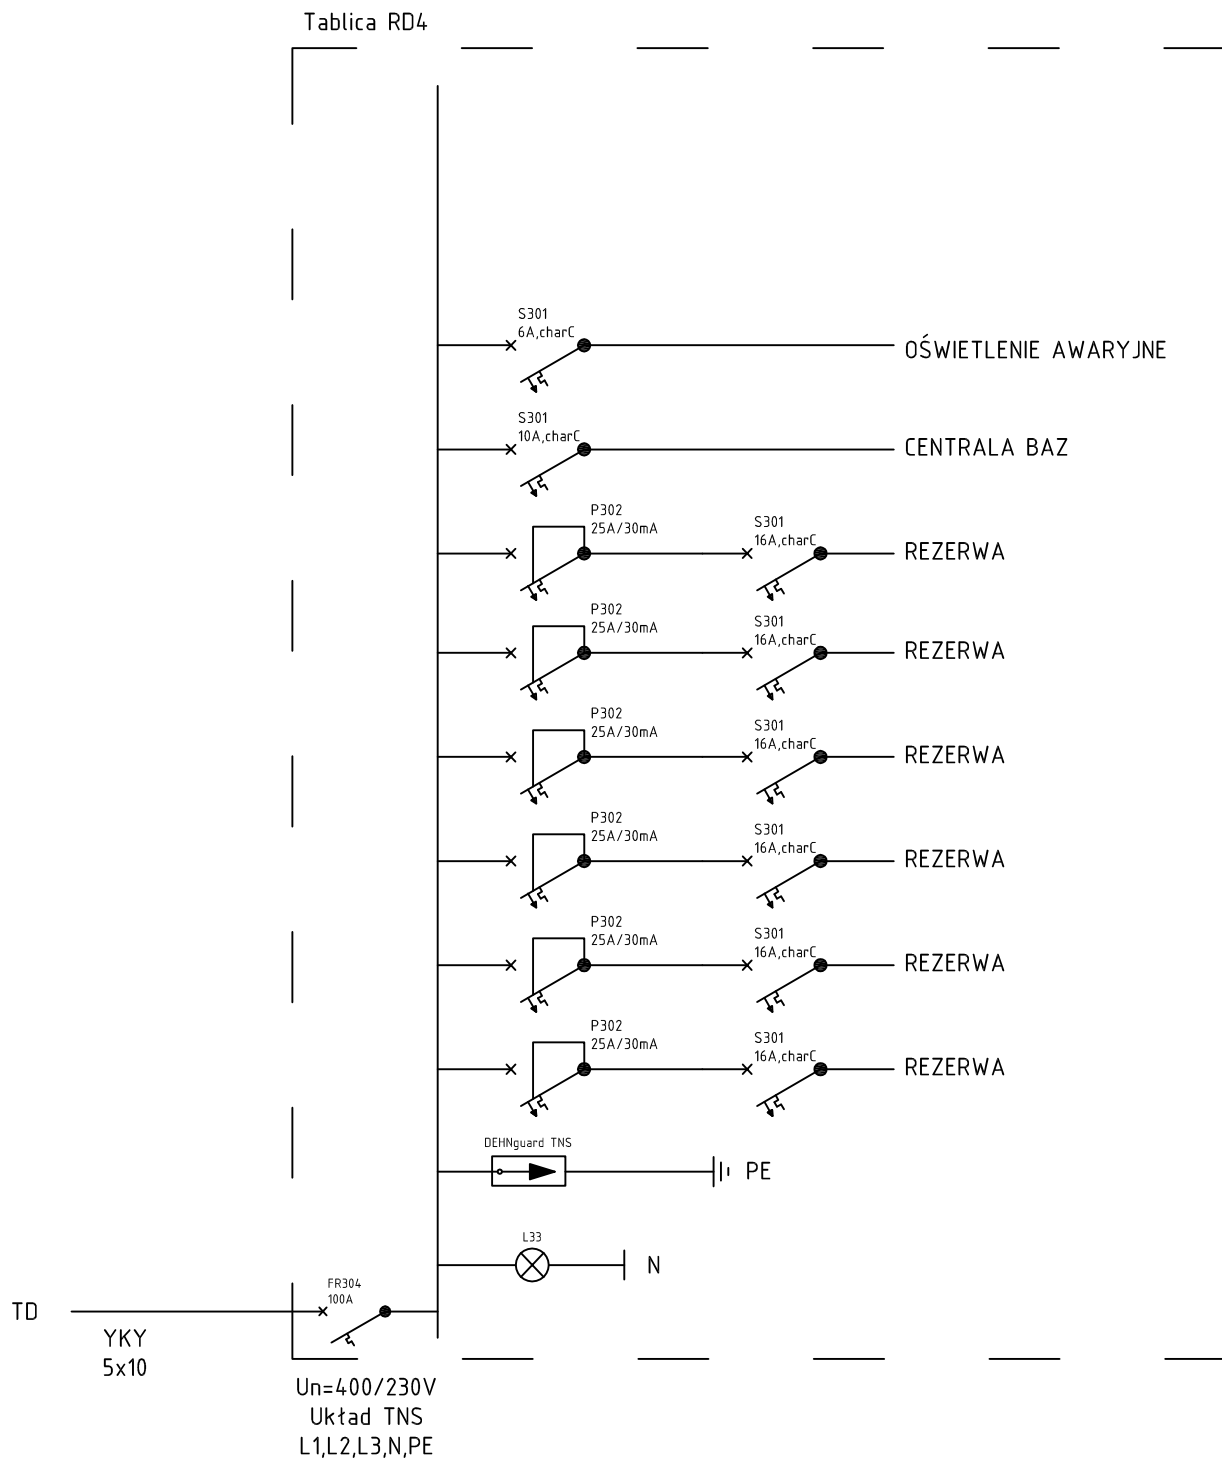 Tablica RD4
S301
6A,charC
OŚWIETLENIE AWARYJNE
S301
10A,charC
CENTRALA BAZ
P302
25A/30mA
S301
16A,charC
REZERWA
P302
25A/30mA
S301
16A,charC
REZERWA
P302
25A/30mA
S301
16A,charC
REZERWA
P302
25A/30mA
S301
16A,charC
REZERWA
P302
25A/30mA
S301
16A,charC
REZERWA
P302
25A/30mA
S301
16A,charC
REZERWA
DEHNguard TNS
PE
L33
N
FR304
100A
TD
YKY
5x10
Un=400/230V
Układ TNS
L1,L2,L3,N,PE